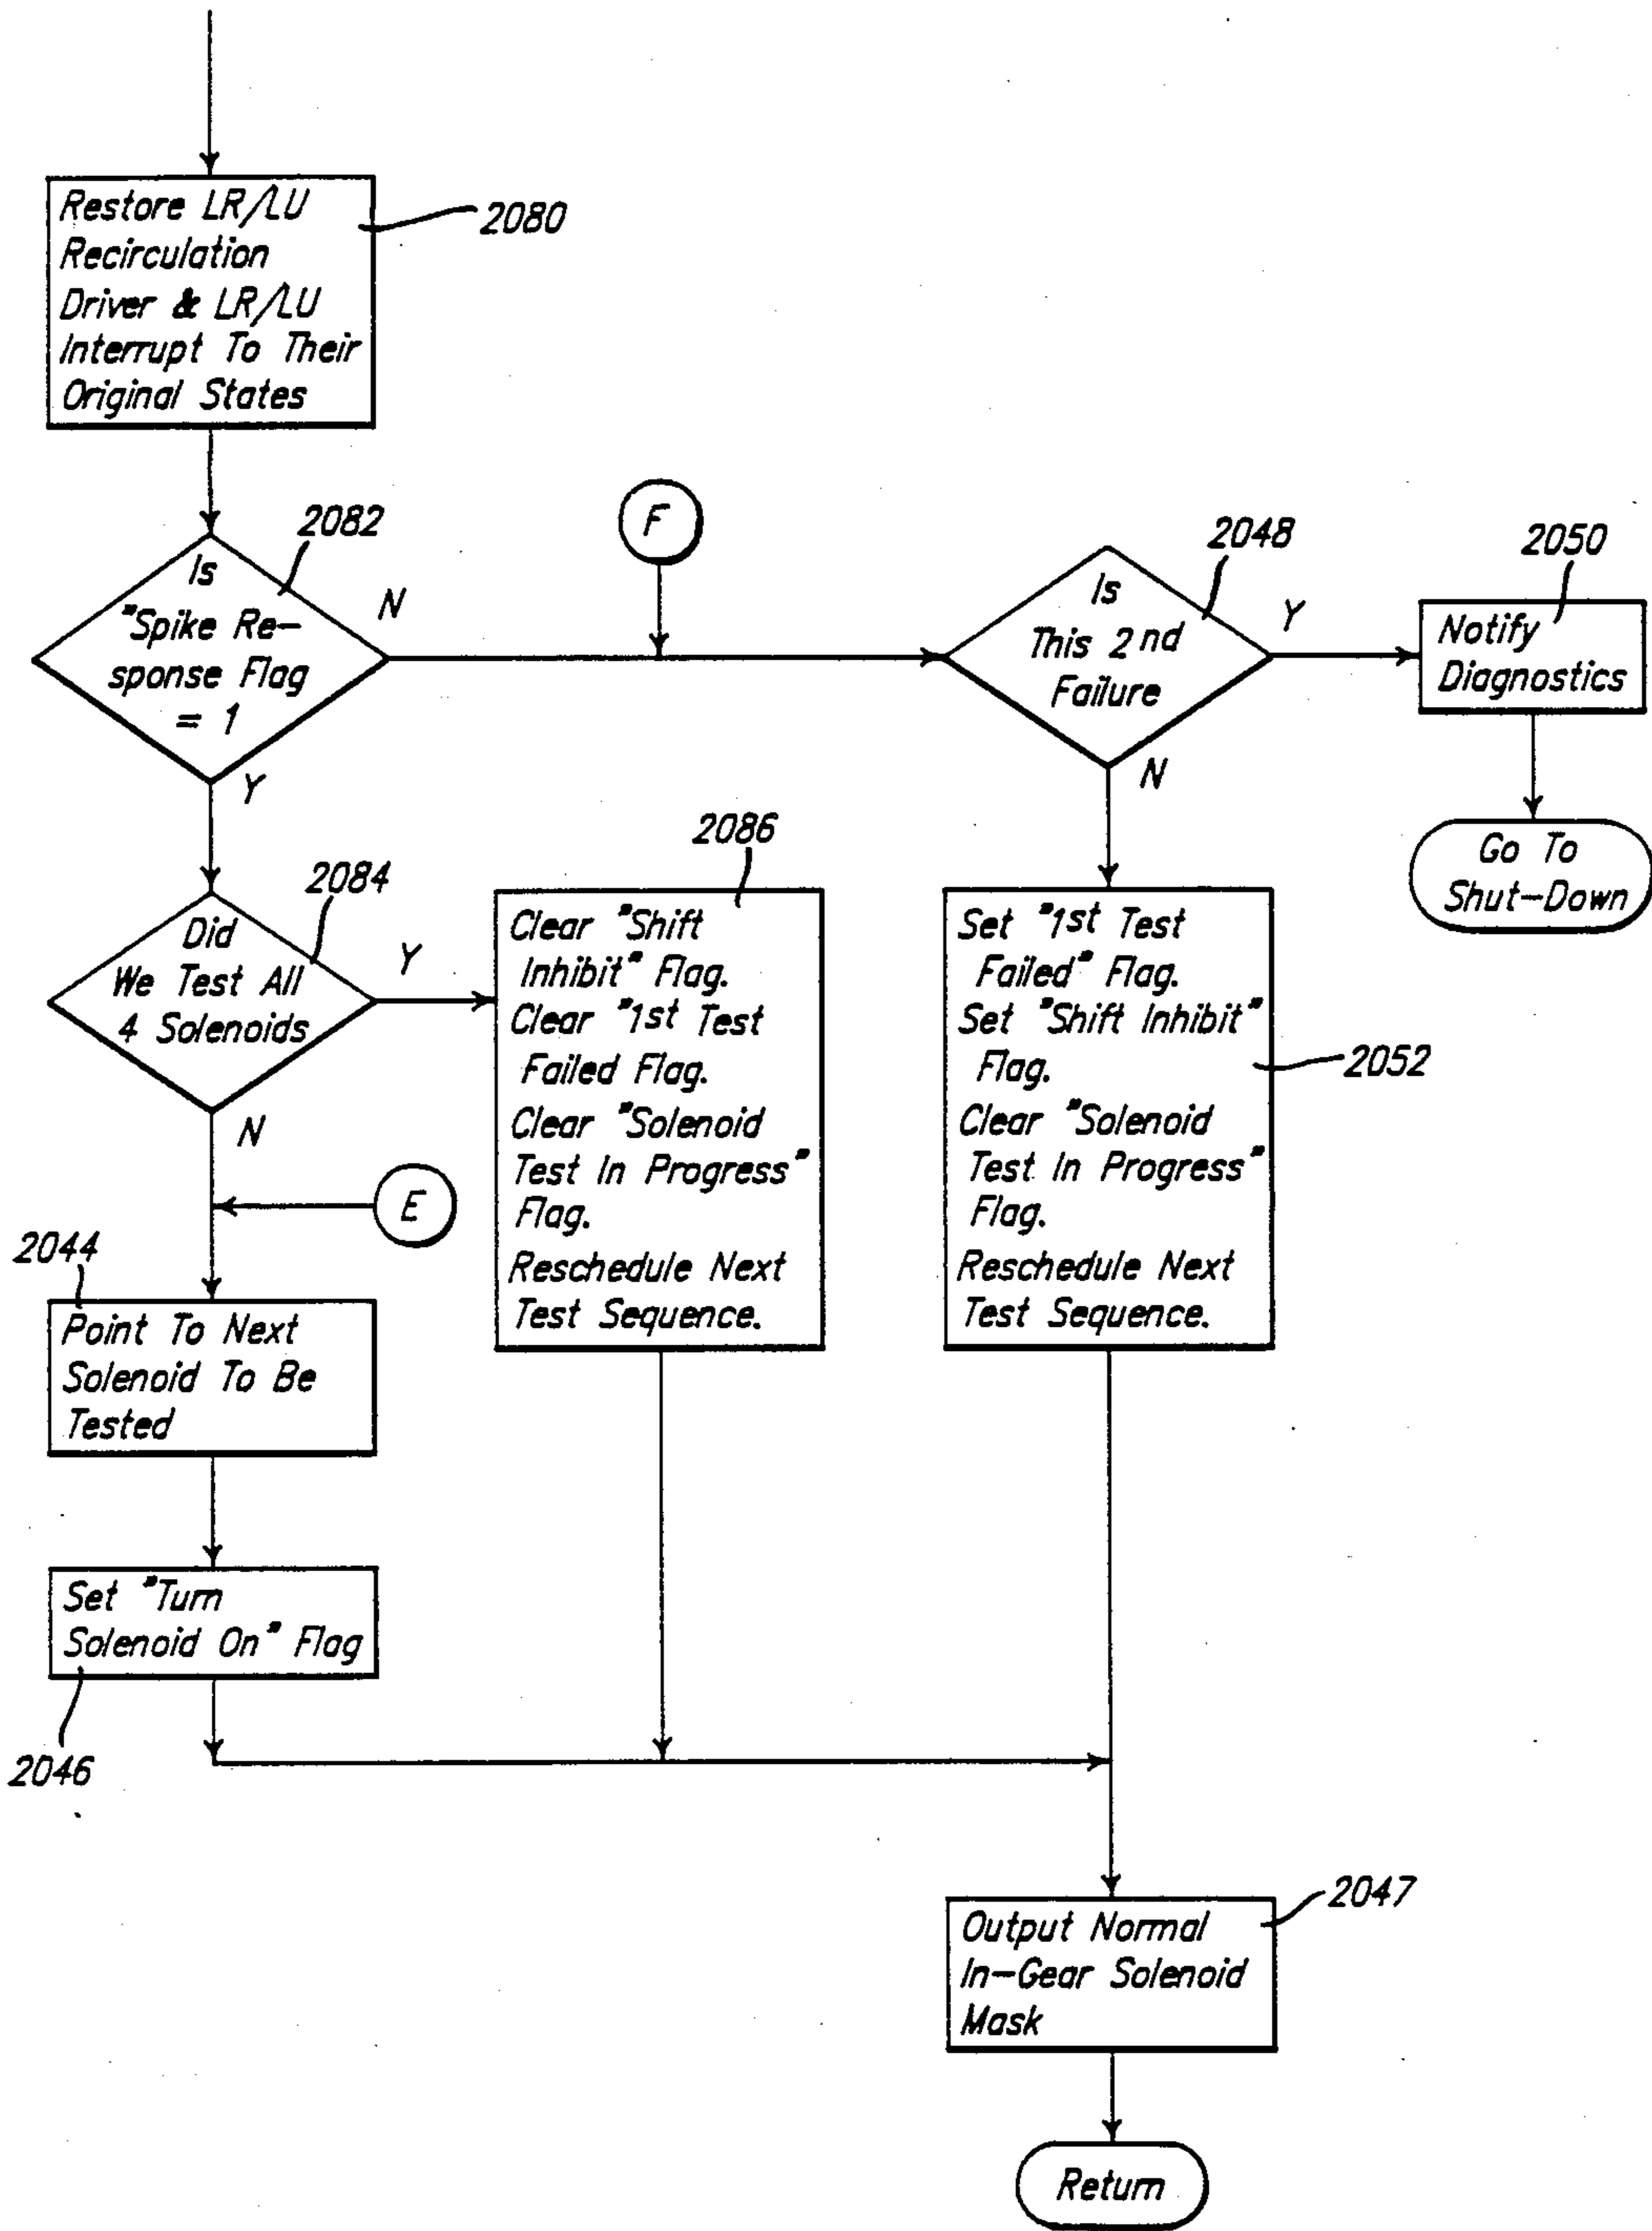 Restore LR/LU
Recirculation
Driver & LR/LU
Interrupt To Their
Original States
2080
Is
"Spike Re-
sponse Flag
= 1
2082
N
Y
F
Is
This 2nd
Failure
2048
Y
N
2050
Notify
Diagnostics
Go To
Shut-Down
Did
We Test All
4 Solenoids
2084
Y
N
2086
Clear "Shift
Inhibit" Flag.
Clear "1st Test
Failed Flag.
Clear "Solenoid
Test In Progress"
Flag.
Reschedule Next
Test Sequence.
Set "1st Test
Failed" Flag.
Set "Shift Inhibit"
Flag.
Clear "Solenoid
Test In Progress"
Flag.
Reschedule Next
Test Sequence.
2052
E
2044
Point To Next
Solenoid To Be
Tested
Set "Turn
Solenoid On" Flag
2046
2047
Output Normal
In-Gear Solenoid
Mask
Return